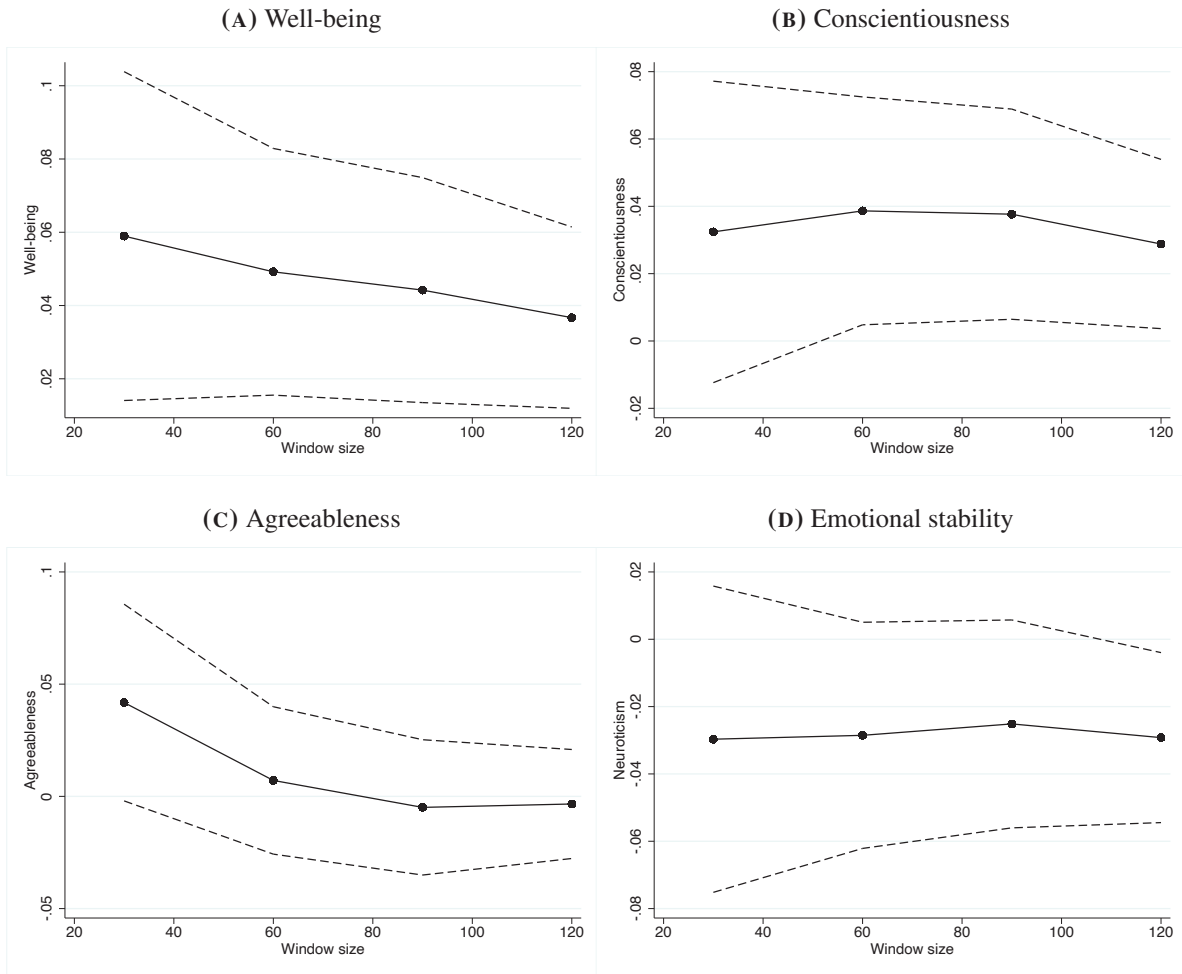 (A) Well-being
(B) Conscientiousness
.1
.08
.06
.04
.02
Well-being
20 40 60 80 100 120
Window size
.08
.06
.04
.02
0
-.02
Conscientiousness
20 40 60 80 100 120
Window size
(C) Agreeableness
(D) Emotional stability
.1
.05
0
-.05
Agreeableness
20 40 60 80 100 120
Window size
.02
0
-.02
-.04
-.06
-.08
Neuroticism
20 40 60 80 100 120
Window size